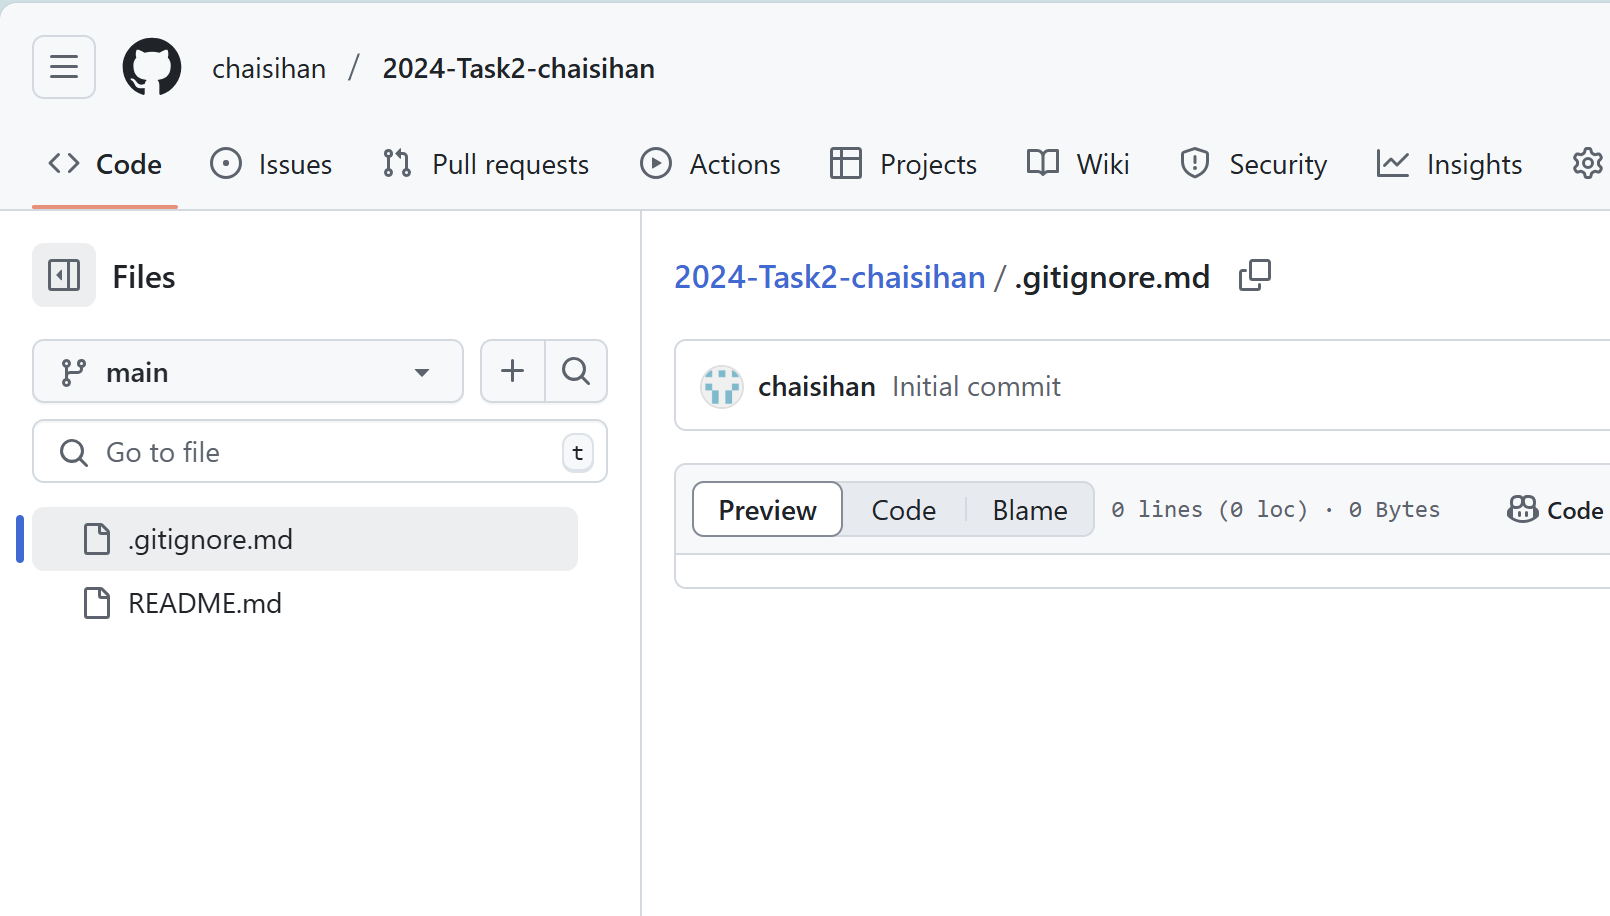 chaisihan / 2024-Task2-chaisihan
Code Issues Pull requests Actions Projects Wiki Security Insights
Files
main
Go to file t
.gitignore.md
README.md
2024-Task2-chaisihan / .gitignore.md
chaisihan Initial commit
Preview Code Blame 0 lines (0 loc) · 0 Bytes Code